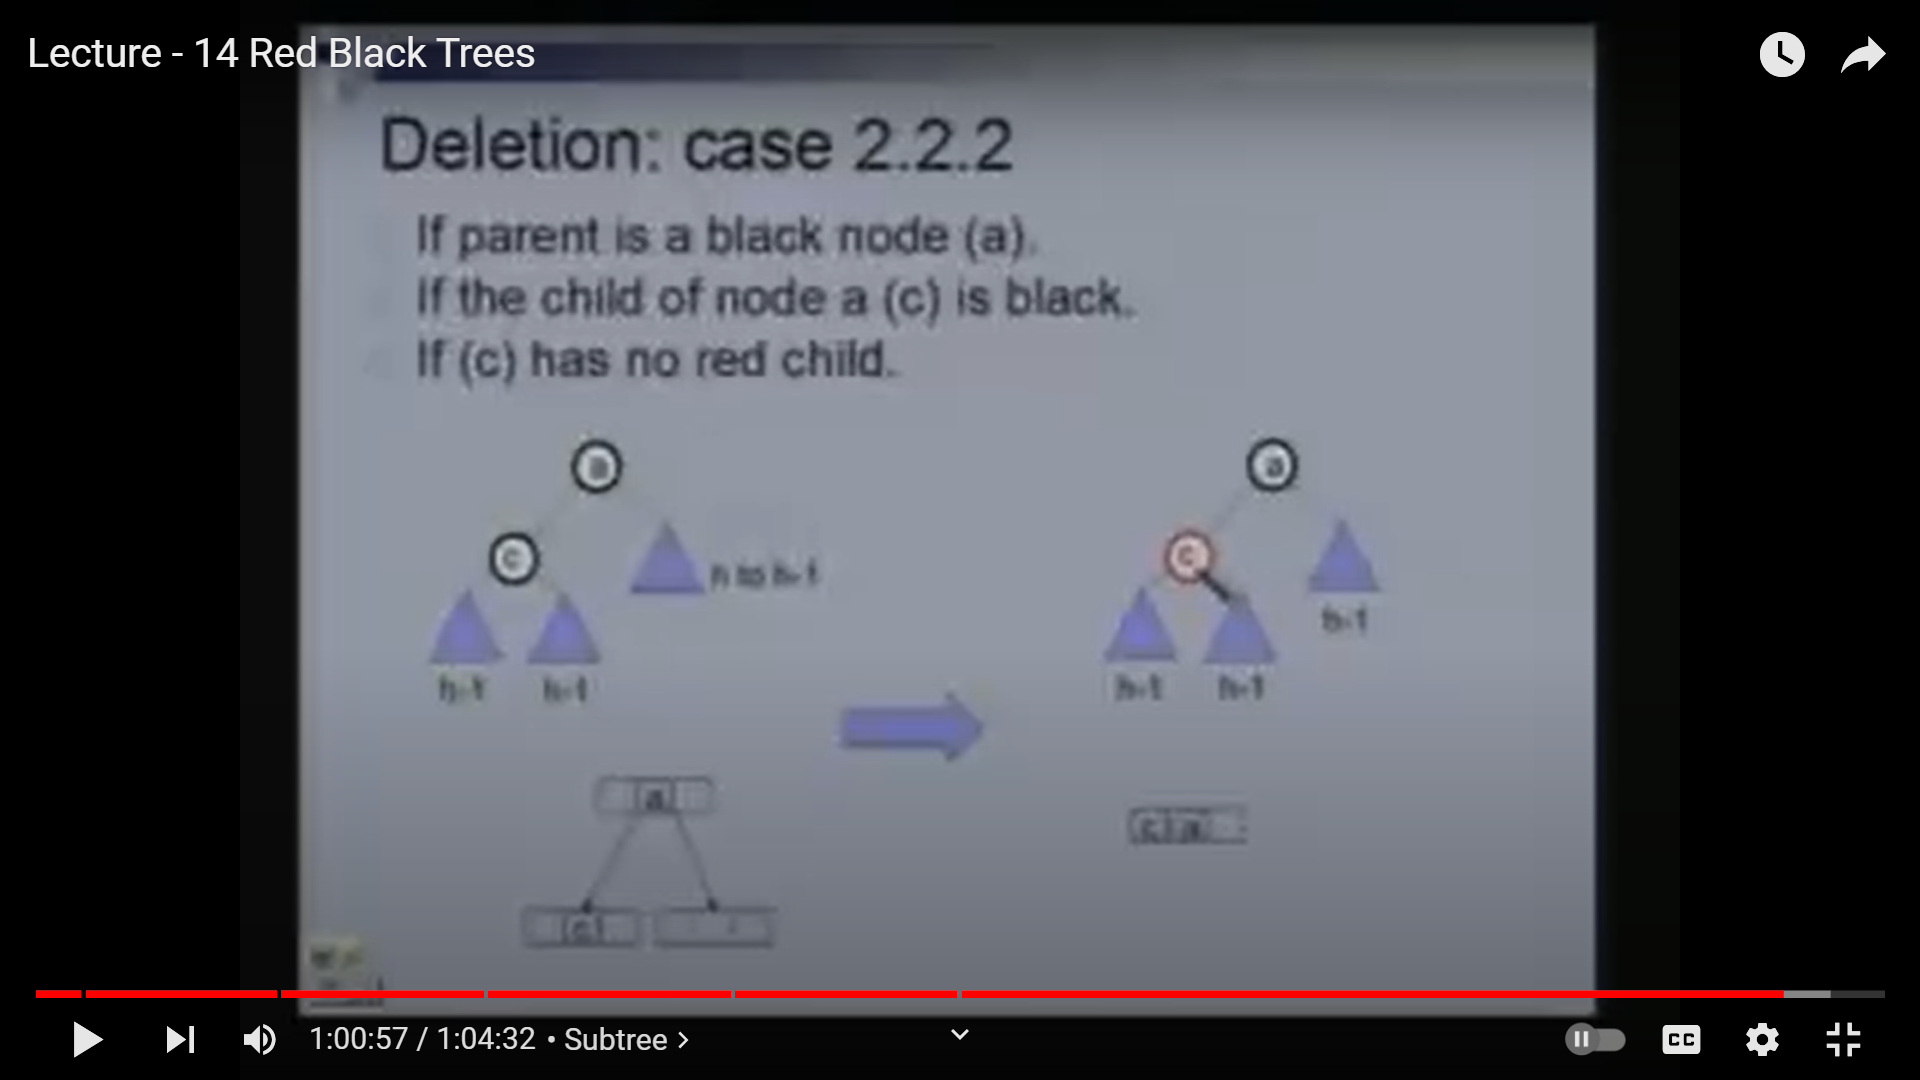 Lecture - 14 Red Black Trees
Deletion: case 2.2.2
If parent is a black node (a).
If the child of node a (c) is black.
If (c) has no red child.
a
a
c
c
h to h-1
h-1
h-1 h-1
h-1 h-1
a
c a
c
1:00:57 / 1:04:32 • Subtree >
CC